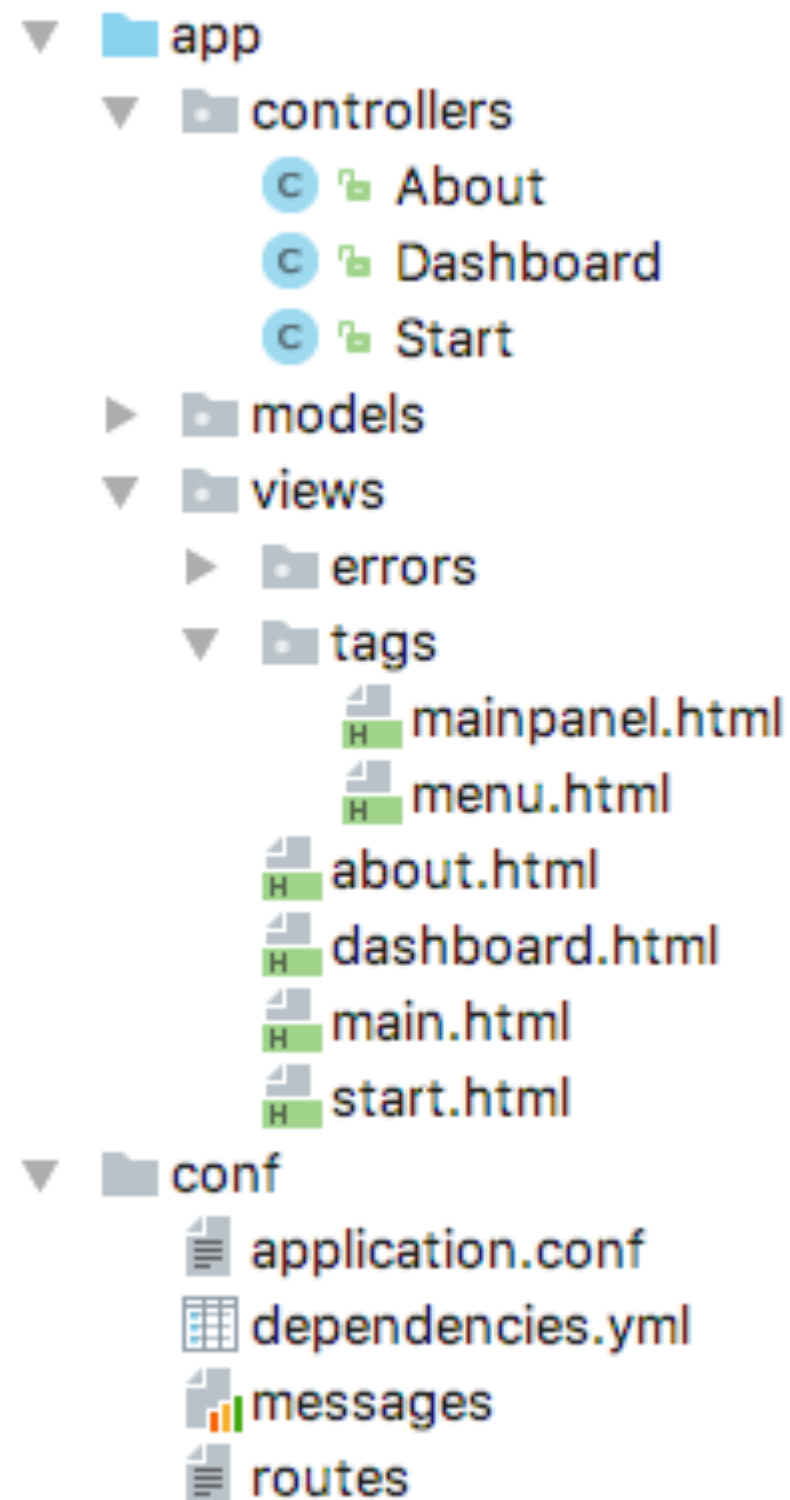 app
controllers
C About
C Dashboard
C Start
models
views
errors
tags
H mainpanel.html
H menu.html
H about.html
H dashboard.html
H main.html
H start.html
conf
application.conf
dependencies.yml
messages
routes